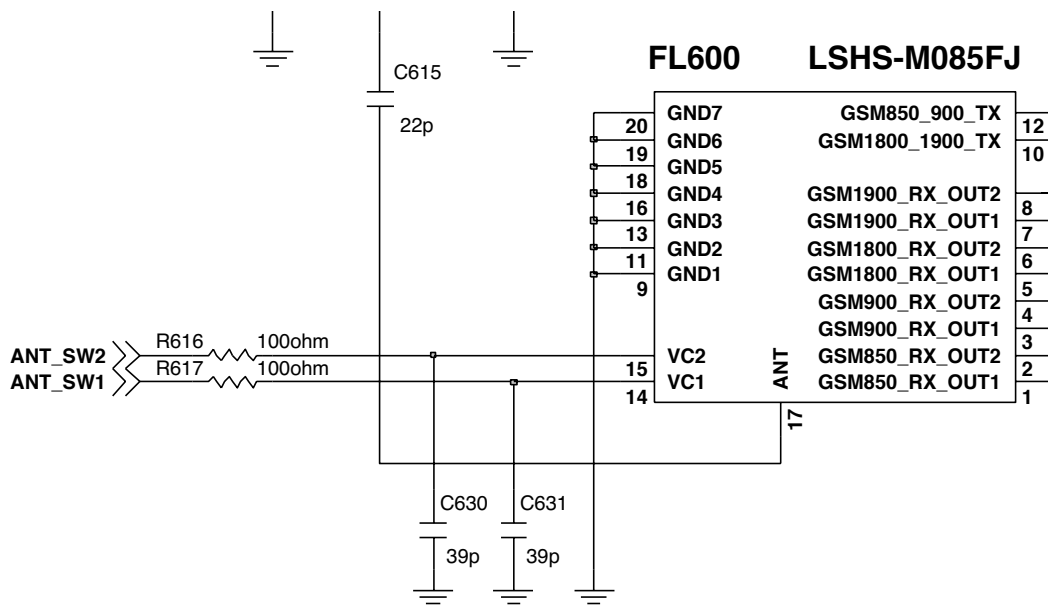 FL600 LSHS-M085FJ
C615
22p
GND7 GSM850_900_TX
20 12
GND6 GSM1800_1900_TX
19 10
GND5
18
GND4 GSM1900_RX_OUT2
16 8
GND3 GSM1900_RX_OUT1
13 7
GND2 GSM1800_RX_OUT2
11 6
GND1 GSM1800_RX_OUT1
9 5
GSM900_RX_OUT2
4
GSM900_RX_OUT1
3
ANT_SW2 R616 100ohm VC2 GSM850_RX_OUT2
15 2
ANT_SW1 R617 100ohm VC1 GSM850_RX_OUT1
14 1
ANT
17
C630 C631
39p 39p